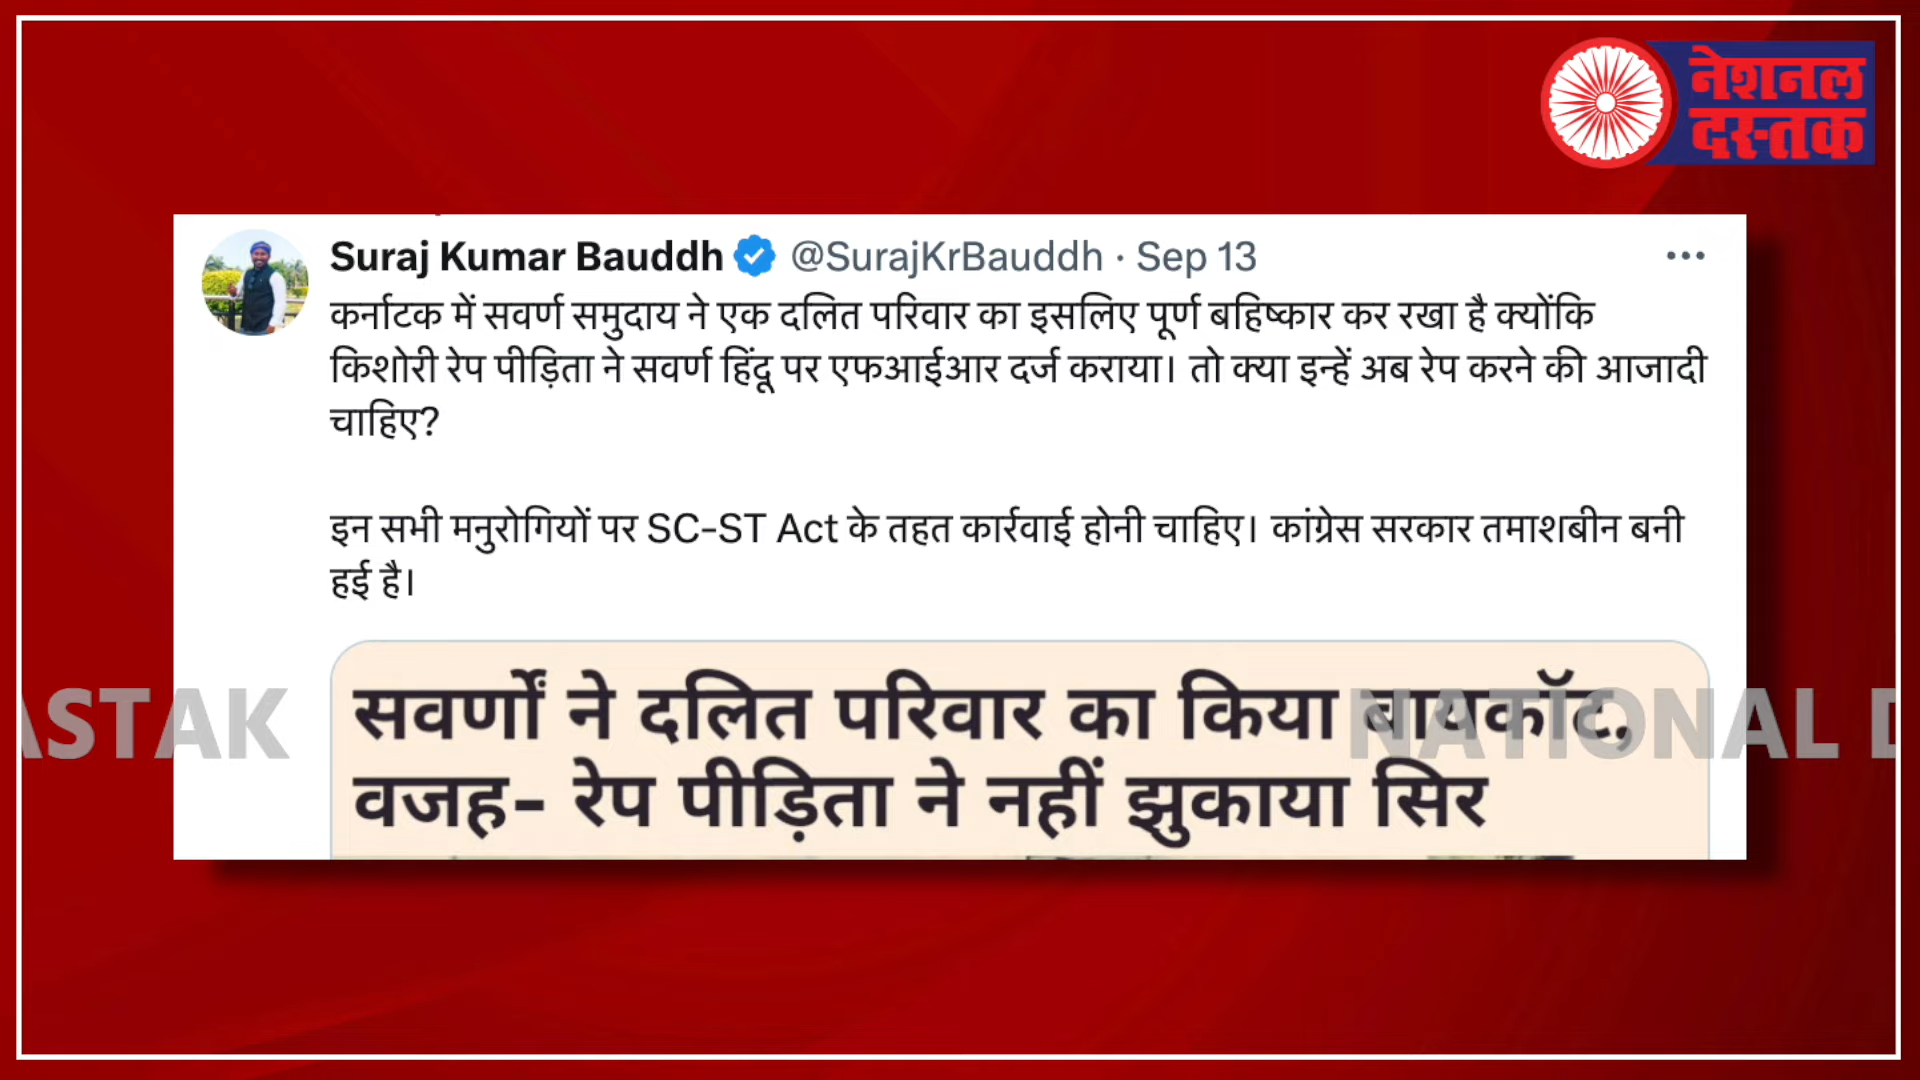 नेशनल
दस्तक
Suraj Kumar Bauddh @SurajKrBauddh · Sep 13
कर्नाटक में सवर्ण समुदाय ने एक दलित परिवार का इसलिए पूर्ण बहिष्कार कर रखा है क्योंकि
किशोरी रेप पीड़िता ने सवर्ण हिंदू पर एफआईआर दर्ज कराया। तो क्या इन्हें अब रेप करने की आजादी
चाहिए?
इन सभी मनुरोगियों पर SC-ST Act के तहत कार्रवाई होनी चाहिए। कांग्रेस सरकार तमाशबीन बनी
हुई है।
सवर्णों ने दलित परिवार का किया बायकॉट,
वजह- रेप पीड़िता ने नहीं झुकाया सिर
ASTAK NATIONAL D